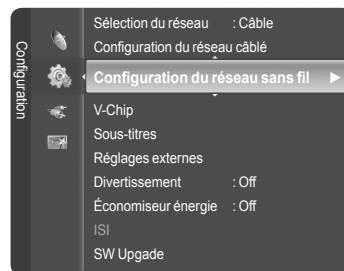 Configuration
Sélection du réseau : Câble
Configuration du réseau câblé
Configuration du réseau sans fil
V-Chip
Sous-titres
Réglages externes
Divertissement : Off
Économiseur énergie : Off
ISI
SW Upgade